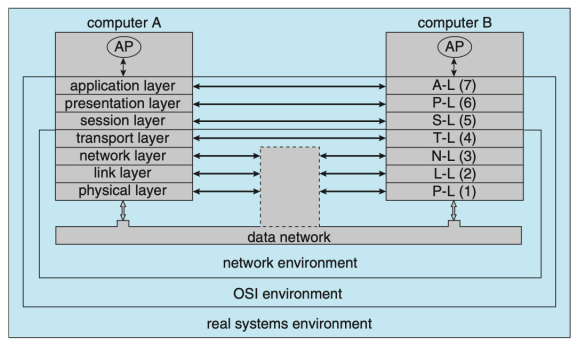 computer A
computer B
AP
AP
application layer
A-L (7)
presentation layer
P-L (6)
session layer
S-L (5)
transport layer
T-L (4)
network layer
N-L (3)
link layer
L-L (2)
physical layer
P-L (1)
data network
network environment
OSI environment
real systems environment